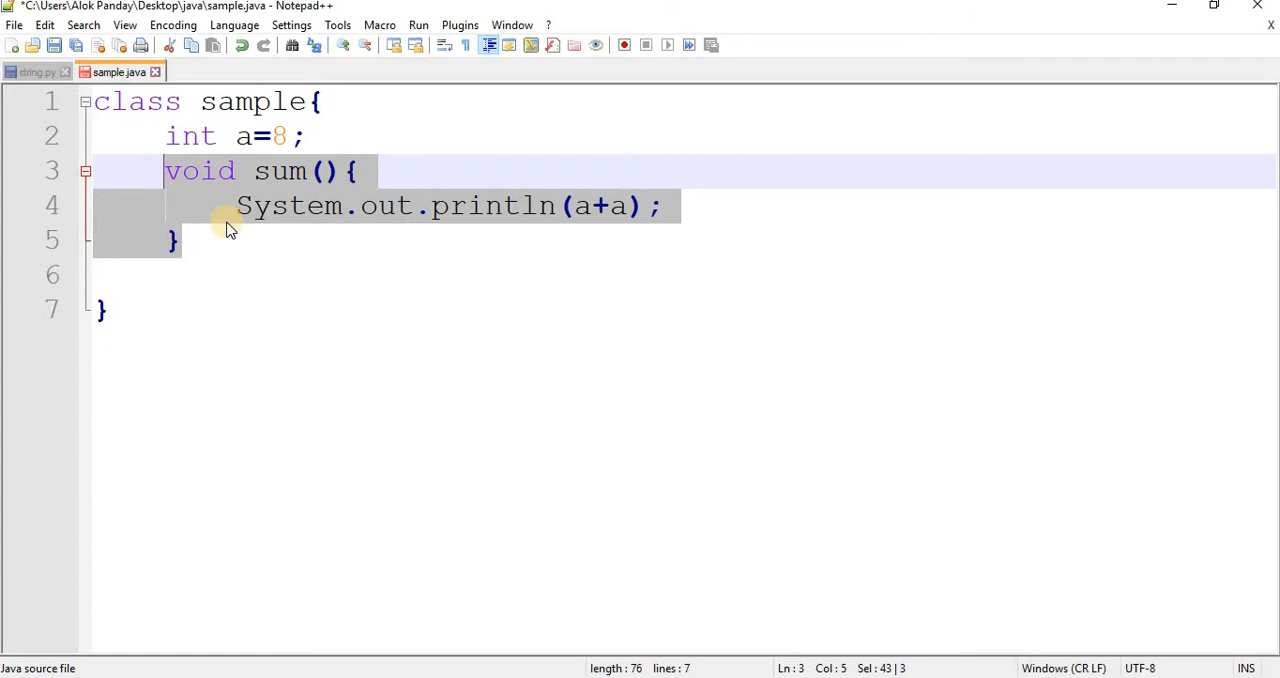 *C:\Users\Alok Panday\Desktop\java\sample.java - Notepad++
File Edit Search View Encoding Language Settings Tools Macro Run Plugins Window ? X
string.py sample.java
1 class sample{
2 int a=8;
3 void sum(){
4 System.out.println(a+a);
5 }
6
7 }
Java source file length : 76 lines : 7 Ln : 3 Col : 5 Sel : 43 | 3 Windows (CR LF) UTF-8 INS